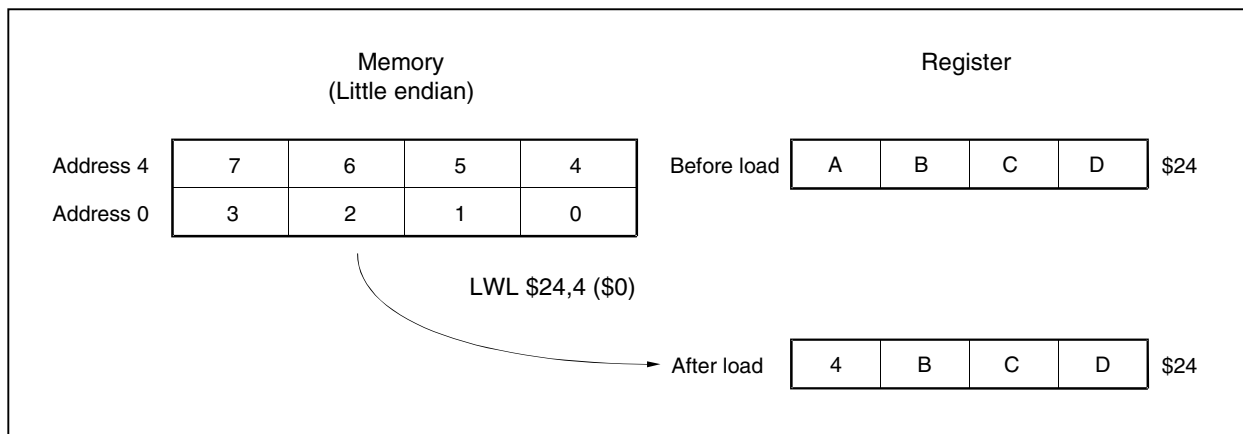 Memory
(Little endian)
Register
Address 4 7 6 5 4
Before load A B C D $24
Address 0 3 2 1 0
LWL $24,4 ($0)
After load 4 B C D $24